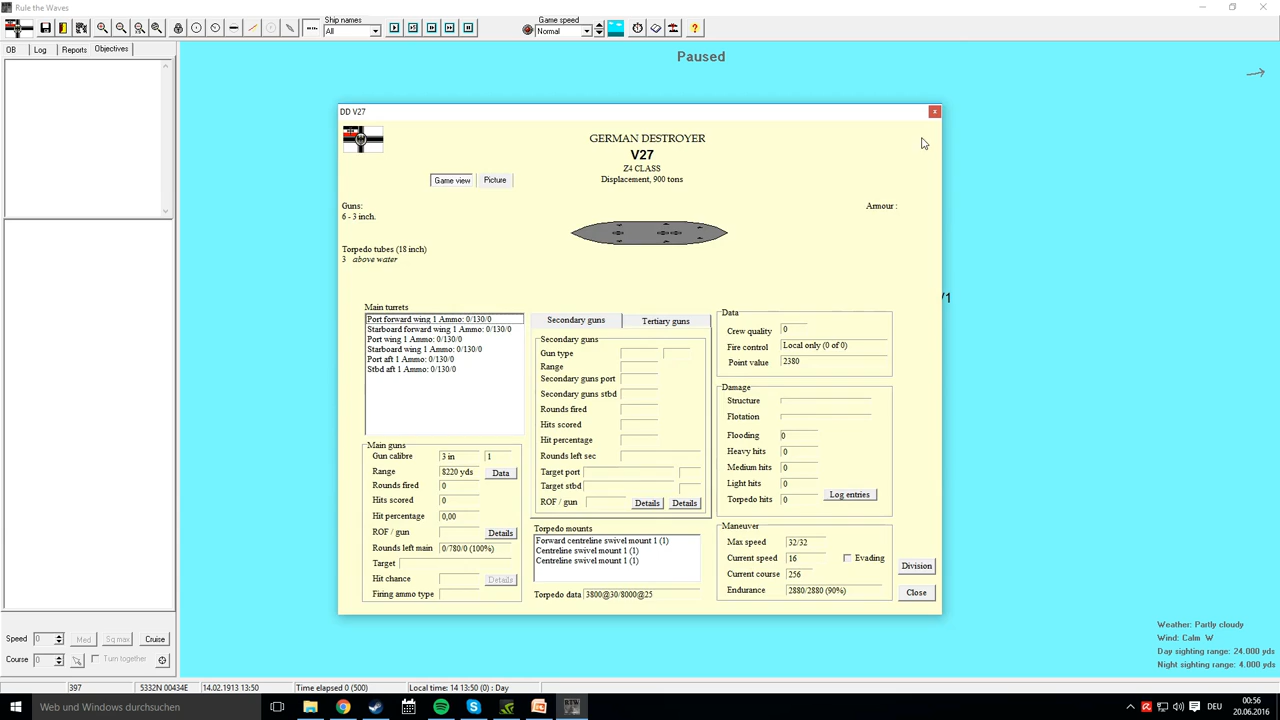 Rule the Waves
Ship names
All
Game speed
Normal
OB
Log
Reports
Objectives
Paused
DD V27
GERMAN DESTROYER
V27
Z4 CLASS
Displacement, 900 tons
Game view
Picture
Guns:
6 - 3 inch.
Armour :
Torpedo tubes (18 inch)
3 above water
V1
Main turrets
Port forward wing 1 Ammo: 0/130/0
Starboard forward wing 1 Ammo: 0/130/0
Port wing 1 Ammo: 0/130/0
Starboard wing 1 Ammo: 0/130/0
Port aft 1 Ammo: 0/130/0
Stbd aft 1 Ammo: 0/130/0
Main guns
Gun calibre 3 in 1
Range 8220 yds Data
Rounds fired 0
Hits scored 0
Hit percentage 0,00
ROF / gun Details
Rounds left main 0/780/0 (100%)
Target
Hit chance Details
Firing ammo type
Secondary guns
Tertiary guns
Secondary guns
Gun type
Range
Secondary guns port
Secondary guns stbd
Rounds fired
Hits scored
Hit percentage
Rounds left sec
Target port
Target stbd
ROF / gun Details Details
Torpedo mounts
Forward centreline swivel mount 1 (1)
Centreline swivel mount 1 (1)
Centreline swivel mount 1 (1)
Torpedo data 3800@30/8000@25
Data
Crew quality 0
Fire control Local only (0 of 0)
Point value 2380
Damage
Structure
Flotation
Flooding 0
Heavy hits 0
Medium hits 0
Light hits 0
Torpedo hits 0
Log entries
Maneuver
Max speed 32/32
Current speed 16 Evading
Current course 256
Endurance 2880/2880 (90%)
Division
Close
Speed 0 Med Sq max Cruise
Course 0 Turn together
Weather: Partly cloudy
Wind: Calm W
Day sighting range: 24.000 yds
Night sighting range: 4.000 yds
397
5332N 00434E
14.02.1913 13:50
Time elapsed 0 (500)
Local time: 14 13:50 (0) : Day
Web und Windows durchsuchen
DEU
00:56
20.06.2016